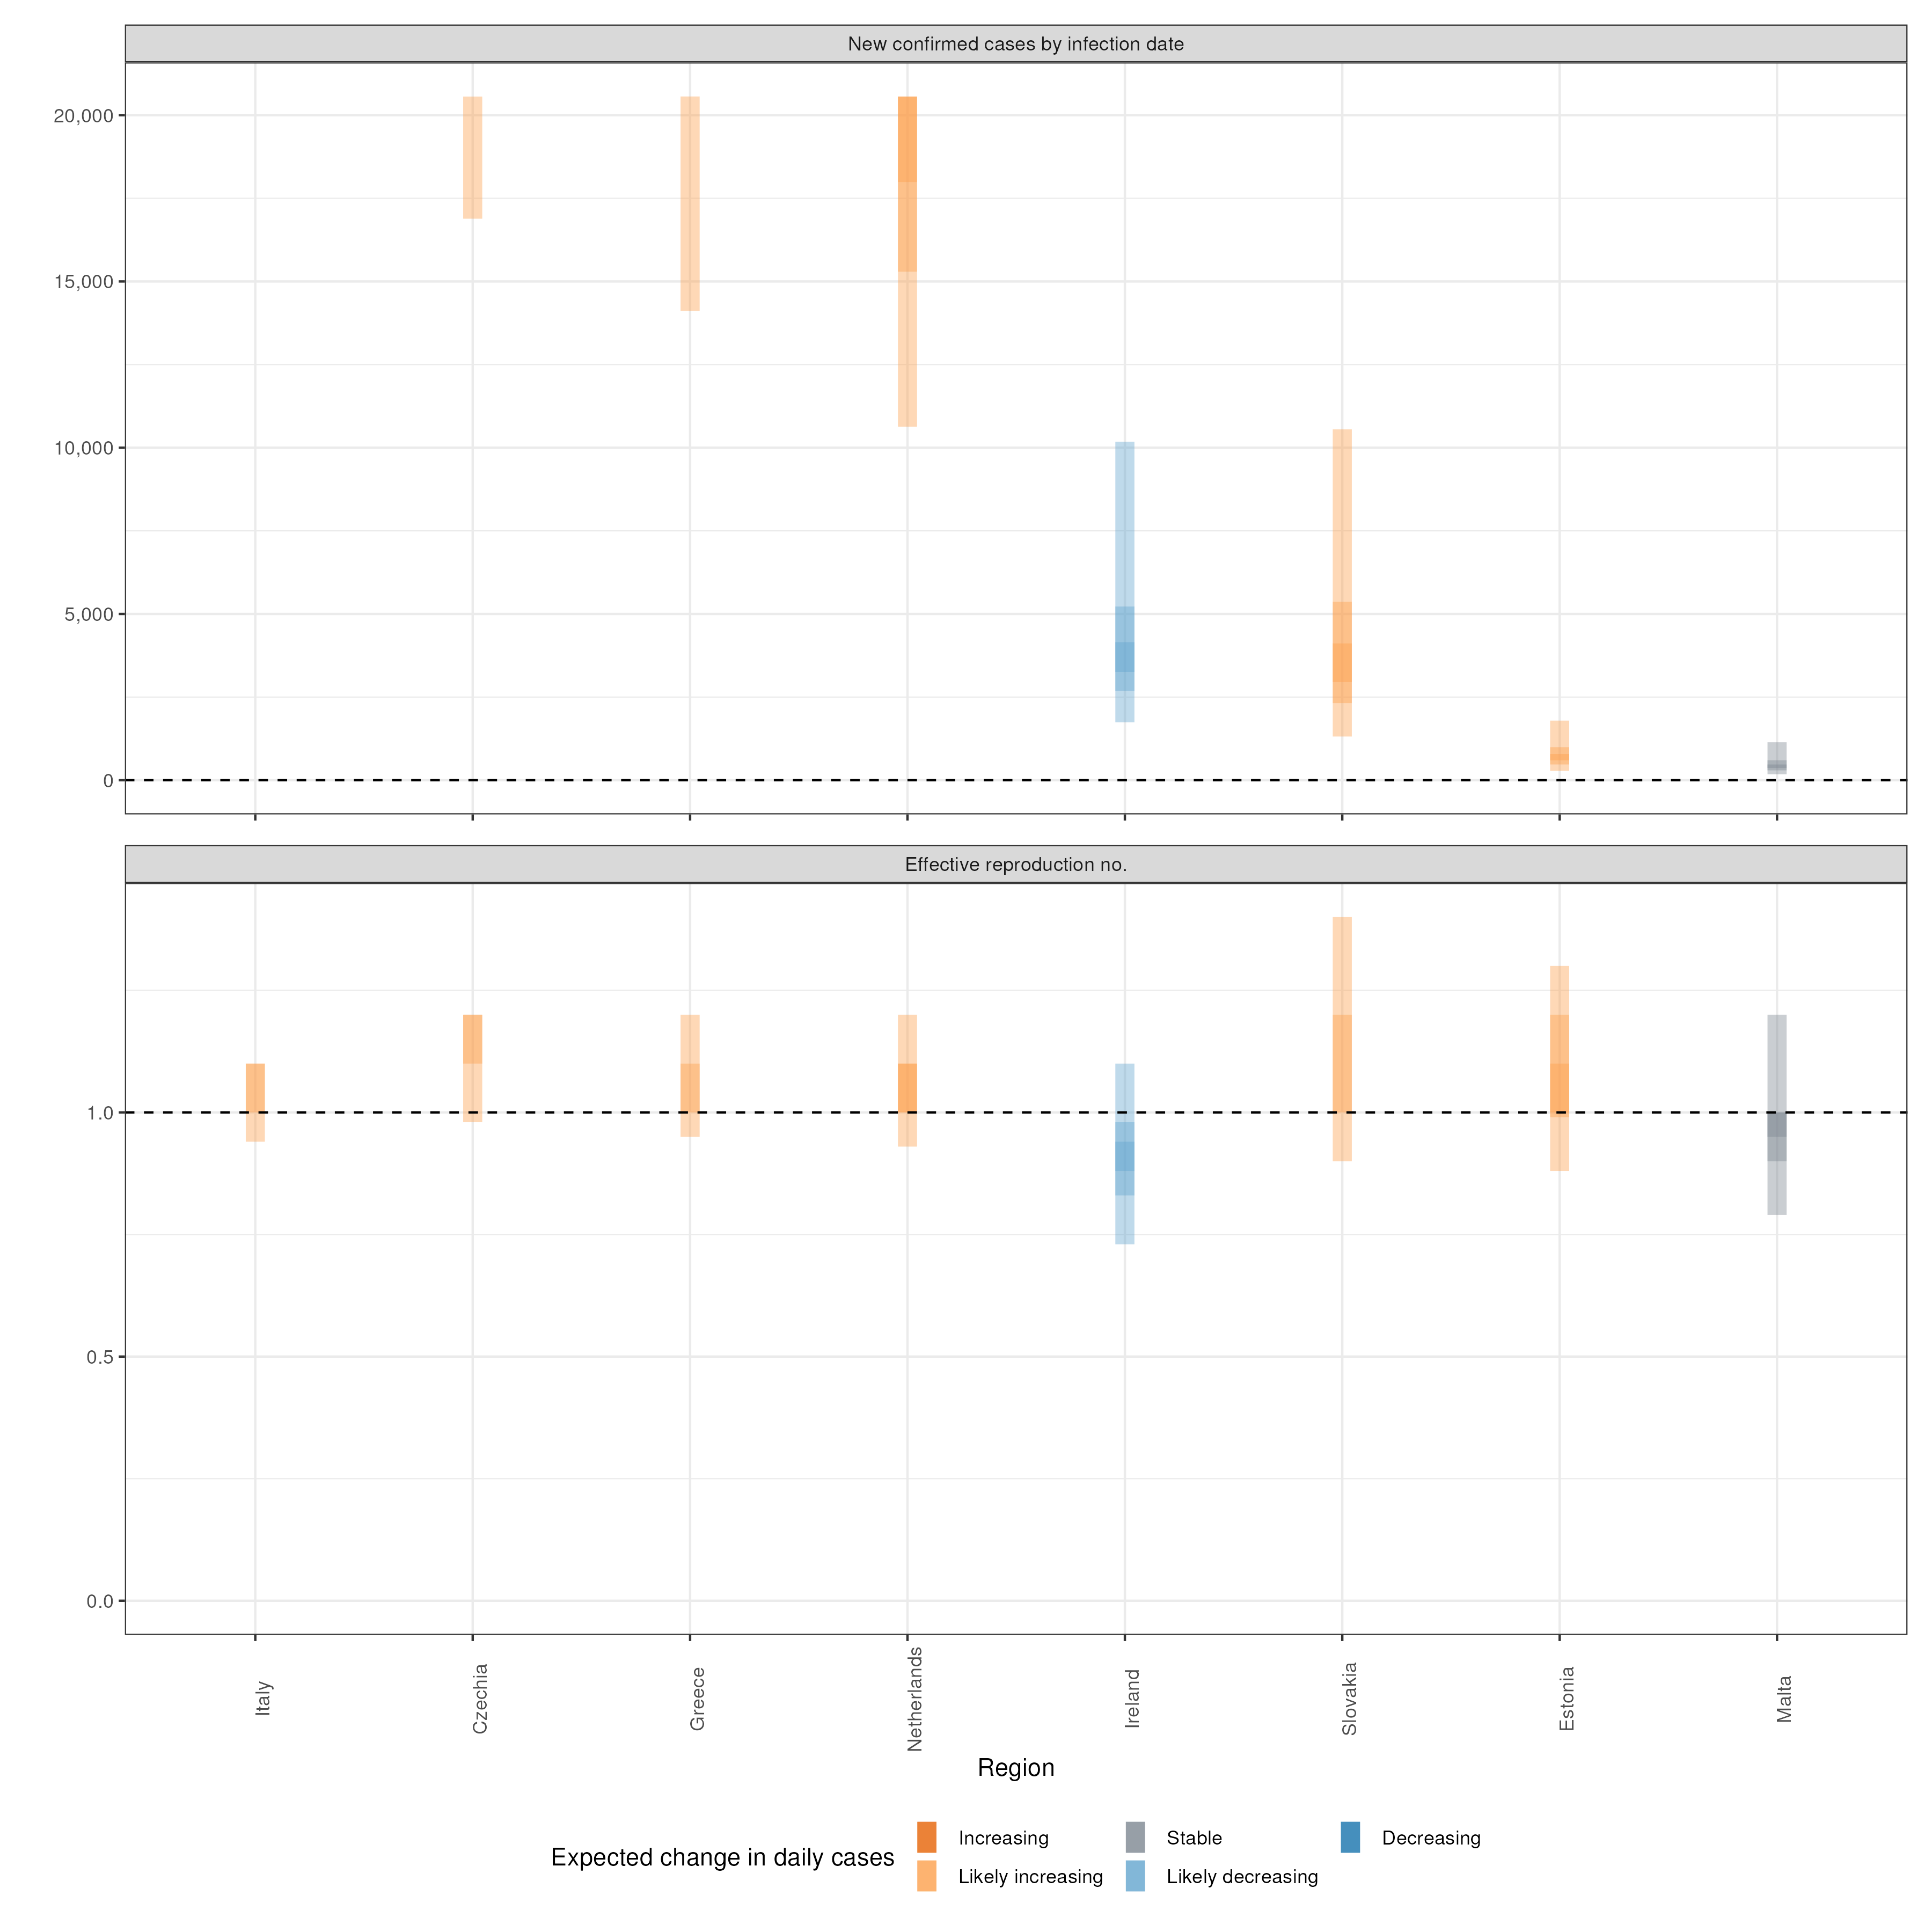 New confirmed cases by infection date
20,000
15,000
10,000
5,000
0
Effective reproduction no.
1.0
0.5
0.0
Italy
Czechia
Greece
Netherlands
Ireland
Slovakia
Estonia
Malta
Region
Expected change in daily cases
Increasing
Stable
Decreasing
Likely increasing
Likely decreasing